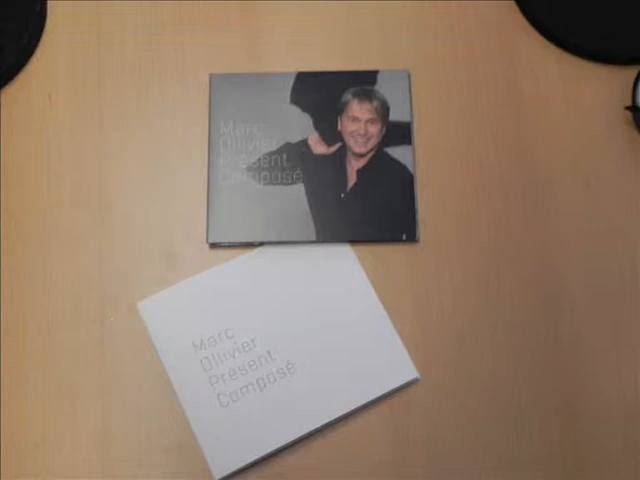 Marc
Ollivier
Présent
Composé
Marc
Ollivier
Présent
Composé